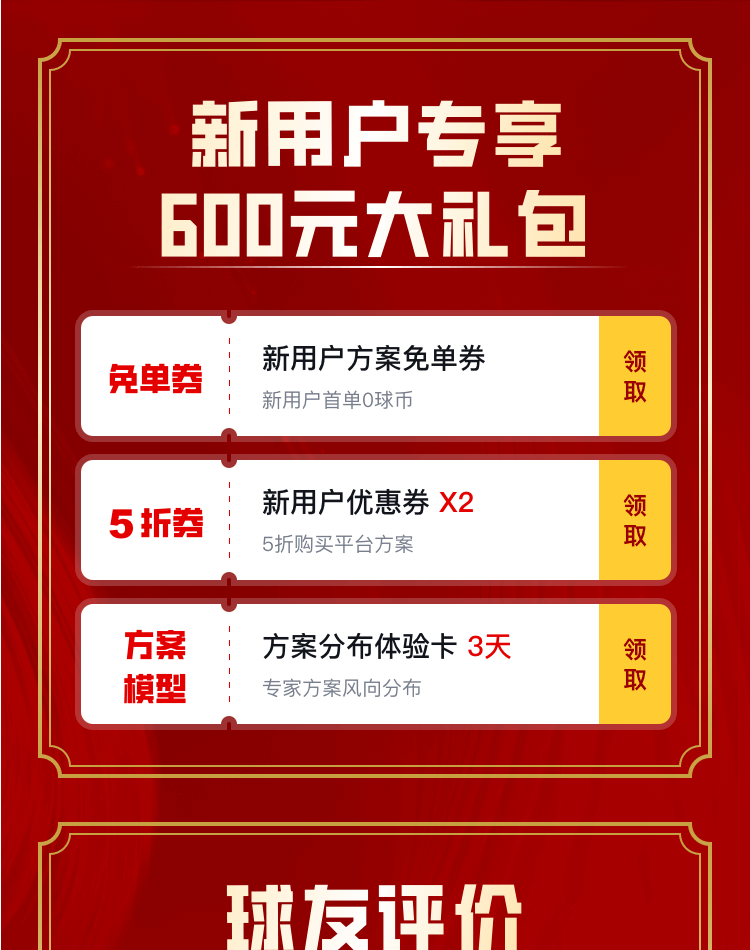 新用户专享
600元大礼包
免单券
新用户方案免单券
新用户首单0球币
领
取
5折券
新用户优惠券 X2
5折购买平台方案
领
取
方案
模型
方案分布体验卡 3天
专家方案风向分布
领
取
球友评价